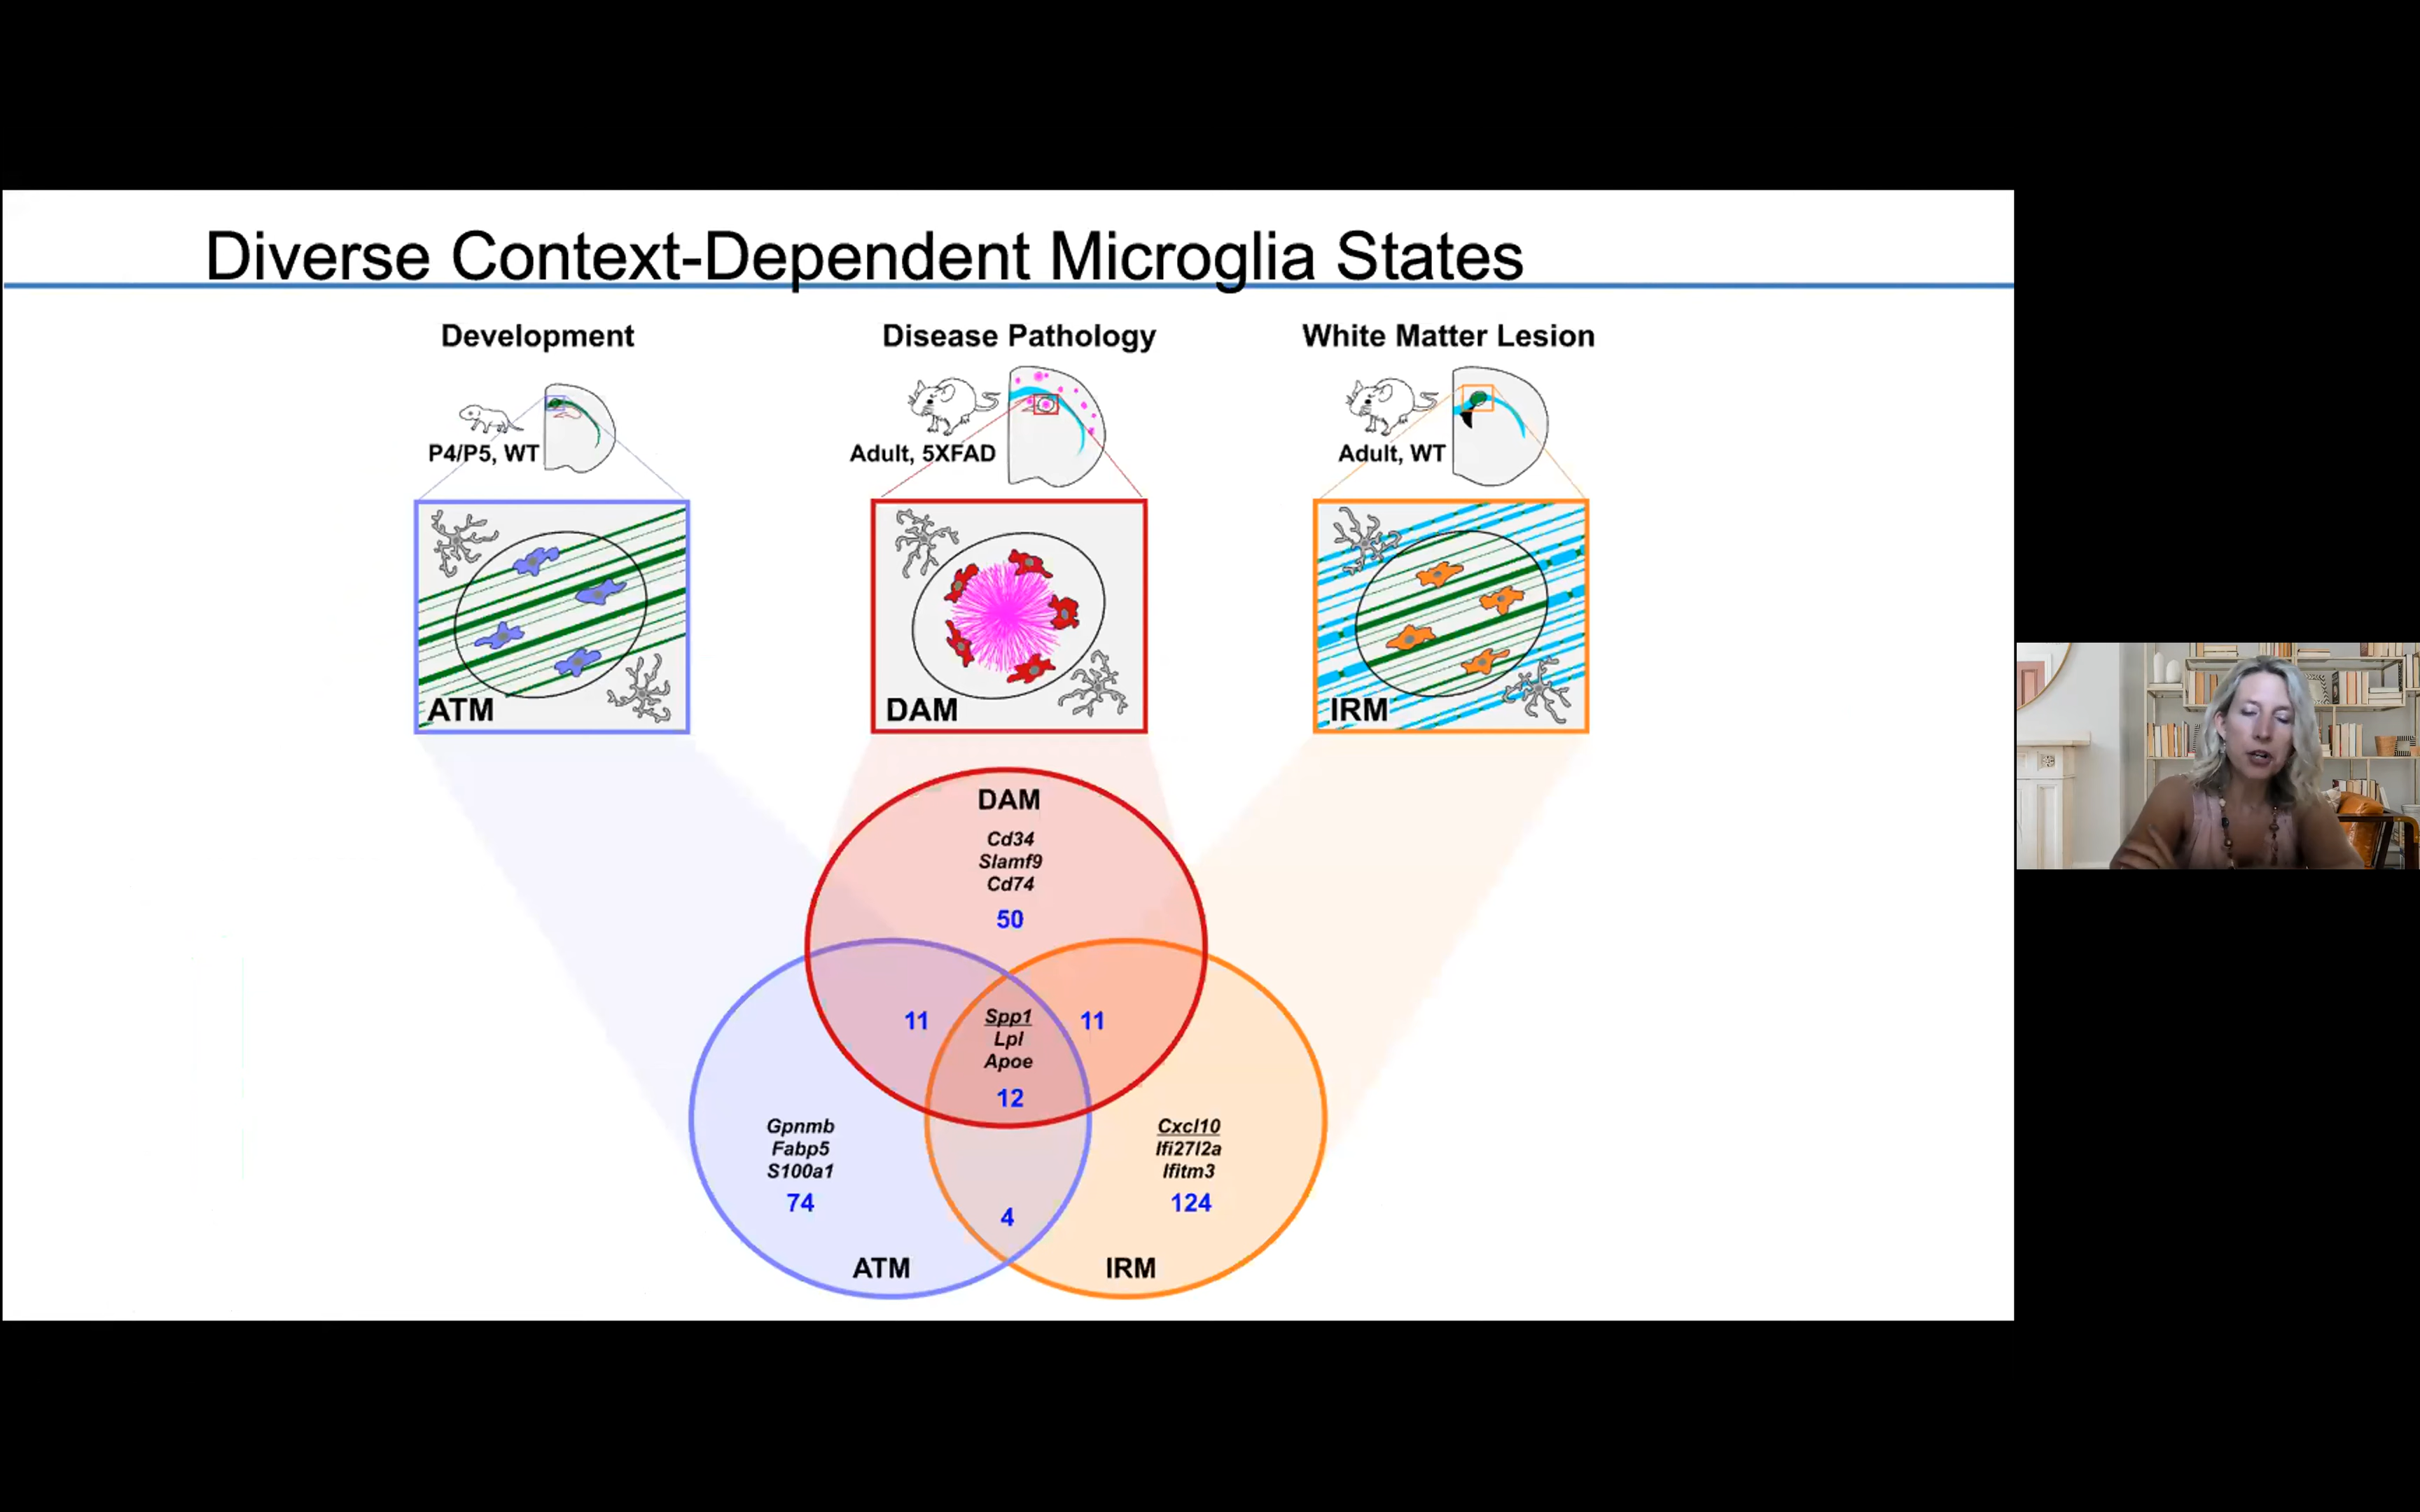 Diverse Context-Dependent Microglia States
Development
Disease Pathology
White Matter Lesion
P4/P5, WT
Adult, 5XFAD
Adult, WT
ATM
DAM
IRM
DAM
Cd34
Slamf9
Cd74
50
11
Spp1
Lpl
Apoe
12
11
Gpnmb
Fabp5
S100a1
74
Cxcl10
Ifi27l2a
Ifitm3
124
4
ATM
IRM